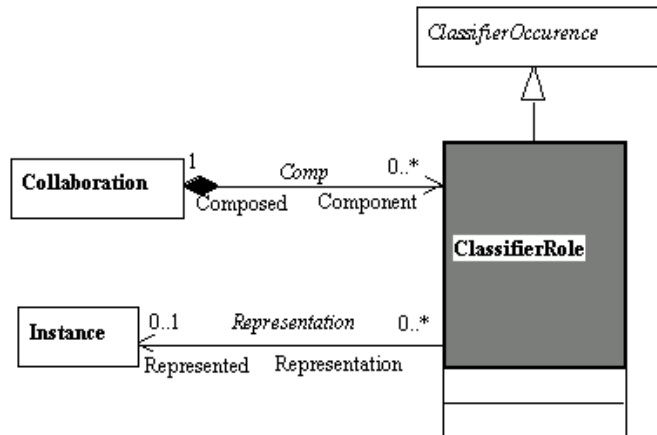 ClassifierOccurence
1
Comp
0..*
Collaboration
Composed
Component
ClassifierRole
0..1
Representation
0..*
Instance
Represented
Representation